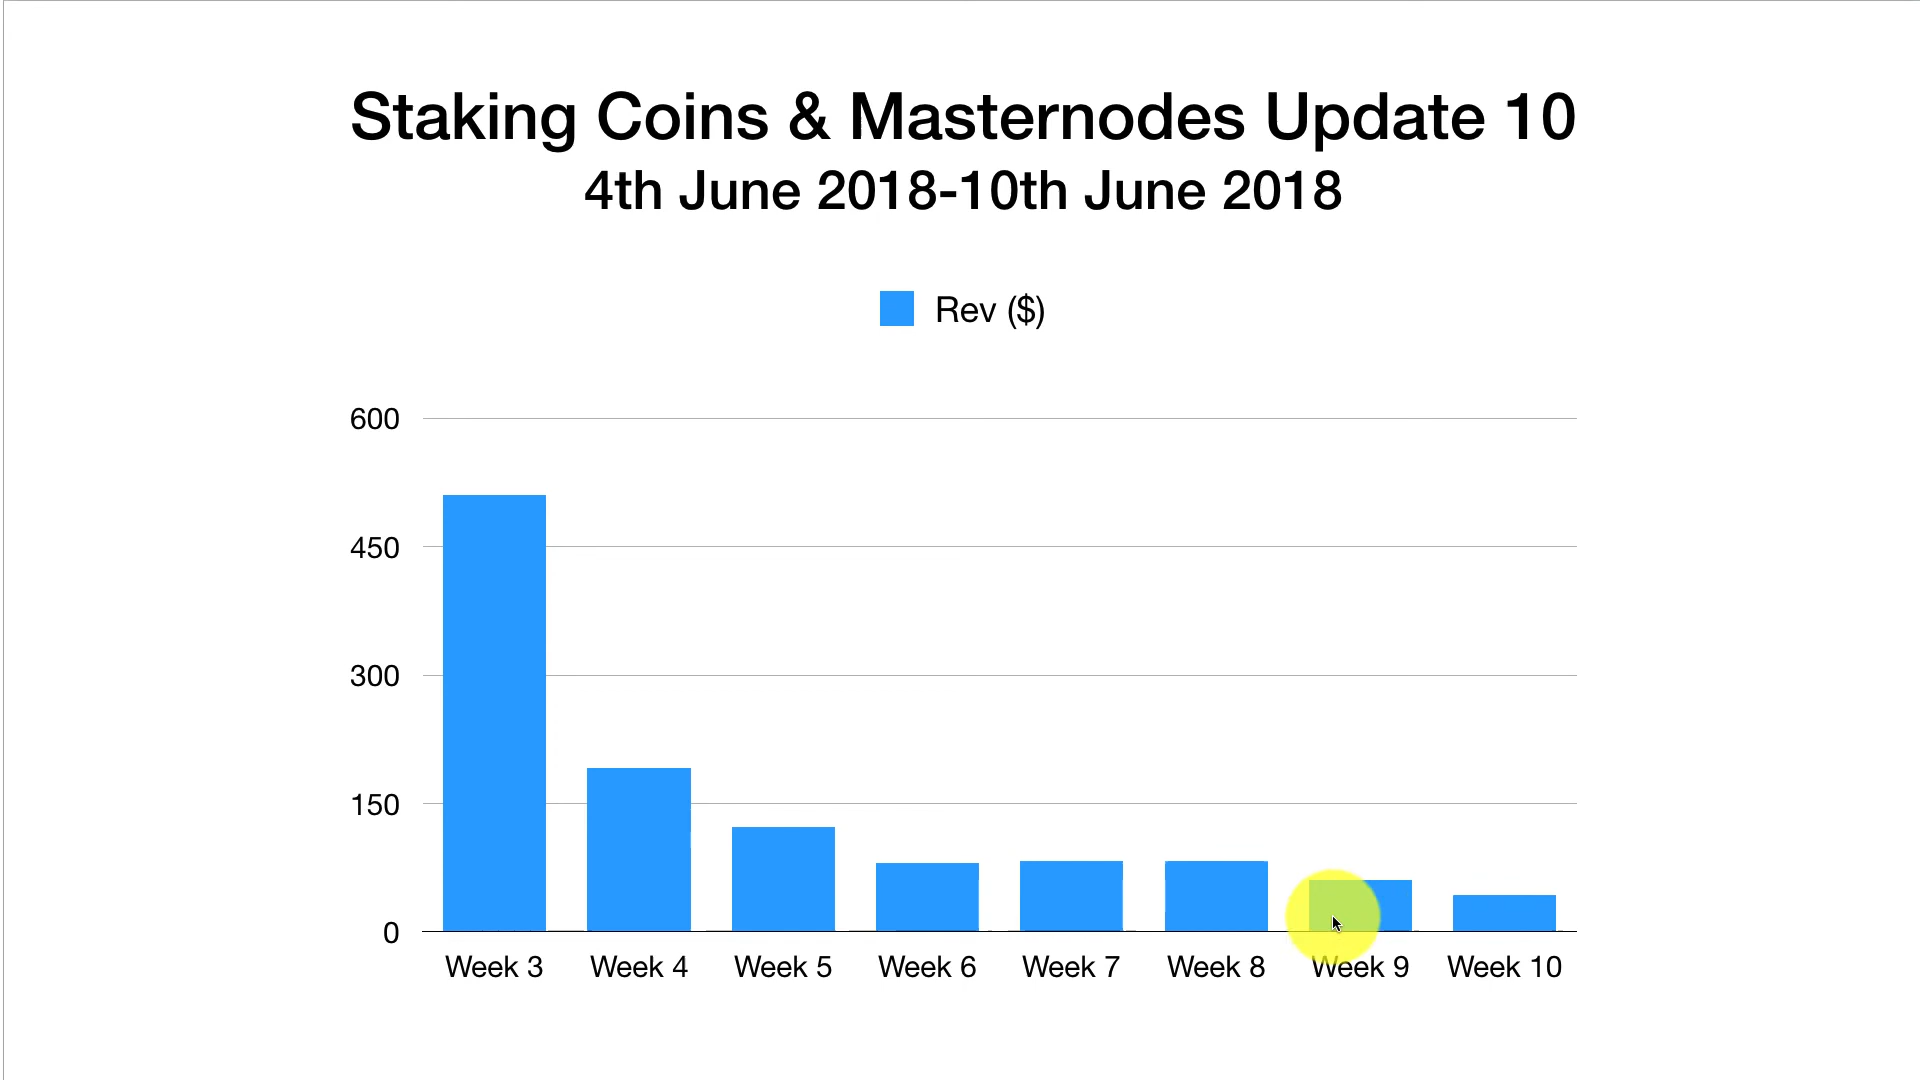 Staking Coins & Masternodes Update 10
4th June 2018-10th June 2018
Rev ($)
600
450
300
150
0
Week 3 Week 4 Week 5 Week 6 Week 7 Week 8 Week 9 Week 10